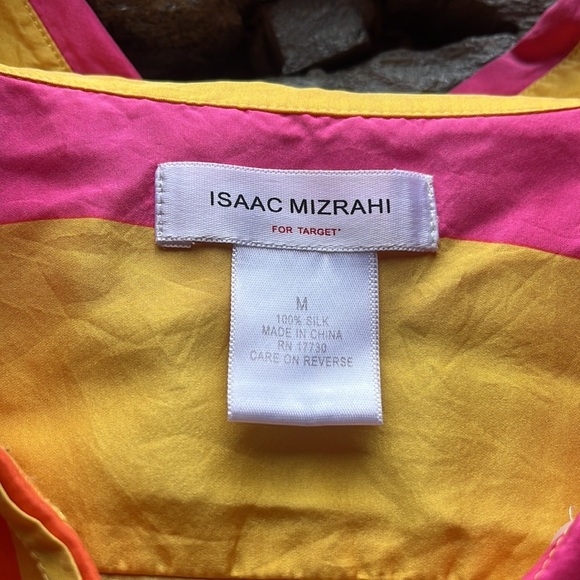 ISAAC MIZRAHI
FOR TARGET*
M
100% SILK
MADE IN CHINA
RN 17730
CARE ON REVERSE